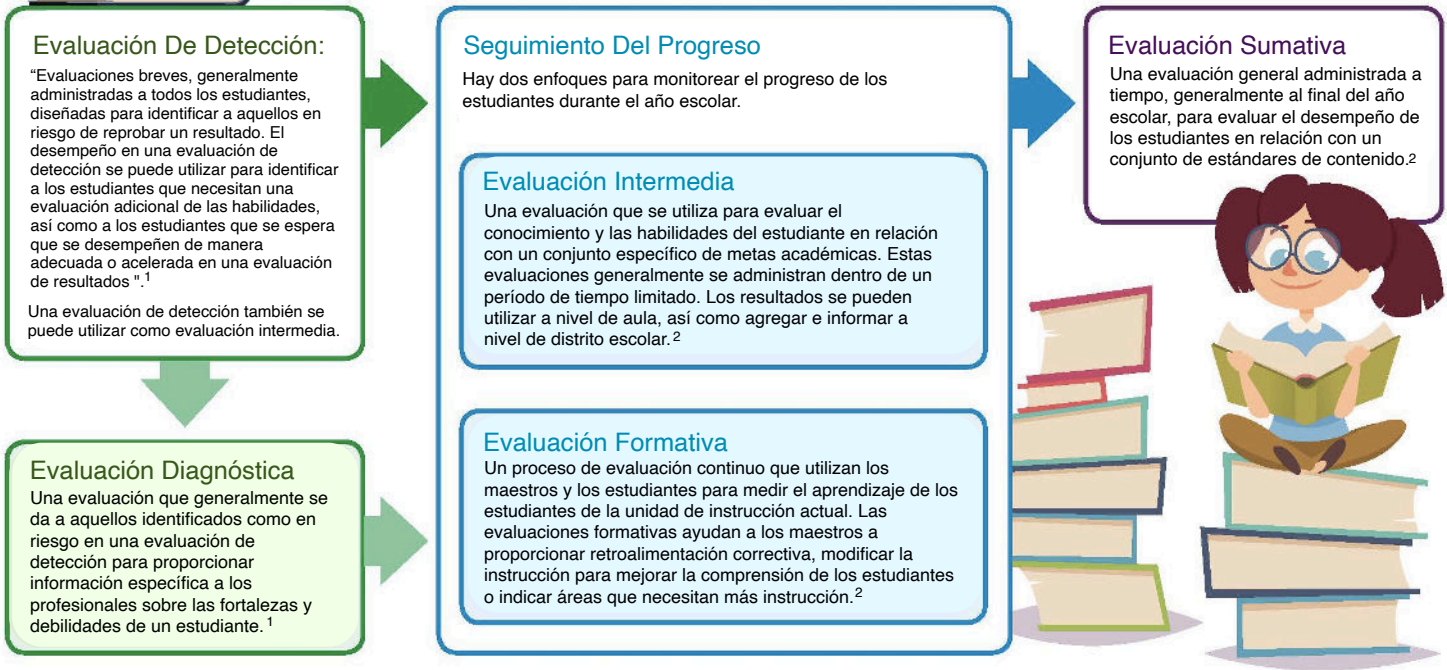 Evaluación De Detección:
“Evaluaciones breves, generalmente
administradas a todos los estudiantes,
diseñadas para identificar a aquellos en
riesgo de reprobar un resultado. El
desempeño en una evaluación de
detección se puede utilizar para identificar
a los estudiantes que necesitan una
evaluación adicional de las habilidades,
así como a los estudiantes que se espera
que se desempeñen de manera
adecuada o acelerada en una evaluación
de resultados ".1
Una evaluación de detección también se
puede utilizar como evaluación intermedia.
Evaluación Diagnóstica
Una evaluación que generalmente se
da a aquellos identificados como en
riesgo en una evaluación de
detección para proporcionar
información específica a los
profesionales sobre las fortalezas y
debilidades de un estudiante.1
Seguimiento Del Progreso
Hay dos enfoques para monitorear el progreso de los
estudiantes durante el año escolar.
Evaluación Intermedia
Una evaluación que se utiliza para evaluar el
conocimiento y las habilidades del estudiante en relación
con un conjunto específico de metas académicas. Estas
evaluaciones generalmente se administran dentro de un
período de tiempo limitado. Los resultados se pueden
utilizar a nivel de aula, así como agregar e informar a
nivel de distrito escolar.2
Evaluación Formativa
Un proceso de evaluación continuo que utilizan los
maestros y los estudiantes para medir el aprendizaje de los
estudiantes de la unidad de instrucción actual. Las
evaluaciones formativas ayudan a los maestros a
proporcionar retroalimentación correctiva, modificar la
instrucción para mejorar la comprensión de los estudiantes
o indicar áreas que necesitan más instrucción.2
Evaluación Sumativa
Una evaluación general administrada a
tiempo, generalmente al final del año
escolar, para evaluar el desempeño de
los estudiantes en relación con un
conjunto de estándares de contenido.2